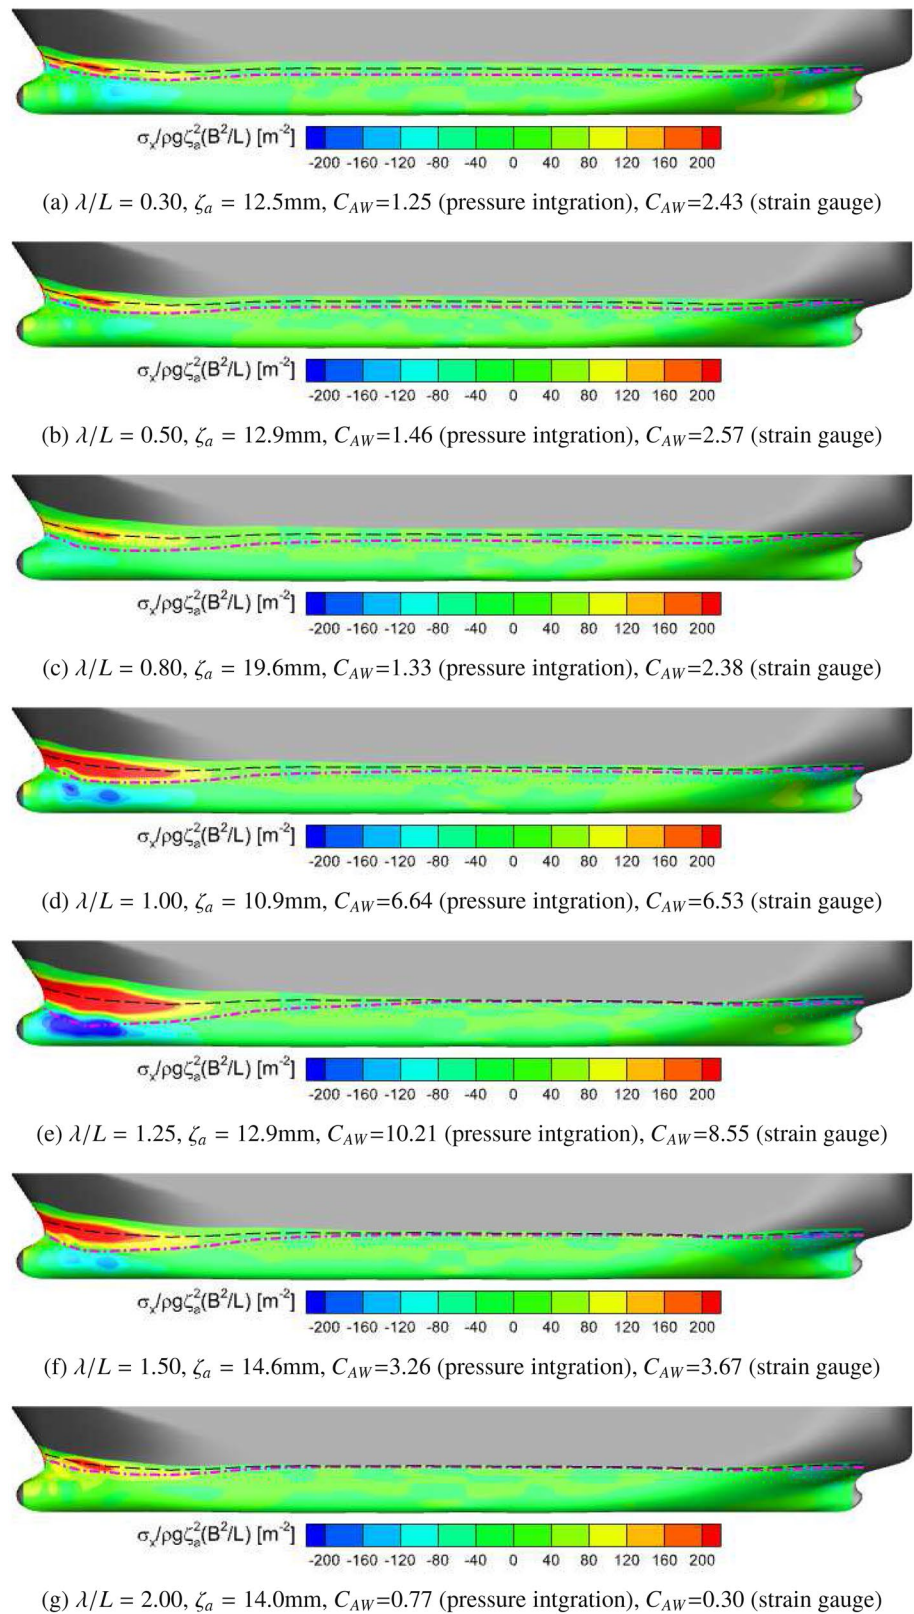 σx/ρgζa²(B²/L) [m⁻²]
-200 -160 -120 -80 -40 0 40 80 120 160 200
(a) λ/L = 0.30, ζa = 12.5mm, CAW=1.25 (pressure intgration), CAW=2.43 (strain gauge)
σx/ρgζa²(B²/L) [m⁻²]
-200 -160 -120 -80 -40 0 40 80 120 160 200
(b) λ/L = 0.50, ζa = 12.9mm, CAW=1.46 (pressure intgration), CAW=2.57 (strain gauge)
σx/ρgζa²(B²/L) [m⁻²]
-200 -160 -120 -80 -40 0 40 80 120 160 200
(c) λ/L = 0.80, ζa = 19.6mm, CAW=1.33 (pressure intgration), CAW=2.38 (strain gauge)
σx/ρgζa²(B²/L) [m⁻²]
-200 -160 -120 -80 -40 0 40 80 120 160 200
(d) λ/L = 1.00, ζa = 10.9mm, CAW=6.64 (pressure intgration), CAW=6.53 (strain gauge)
σx/ρgζa²(B²/L) [m⁻²]
-200 -160 -120 -80 -40 0 40 80 120 160 200
(e) λ/L = 1.25, ζa = 12.9mm, CAW=10.21 (pressure intgration), CAW=8.55 (strain gauge)
σx/ρgζa²(B²/L) [m⁻²]
-200 -160 -120 -80 -40 0 40 80 120 160 200
(f) λ/L = 1.50, ζa = 14.6mm, CAW=3.26 (pressure intgration), CAW=3.67 (strain gauge)
σx/ρgζa²(B²/L) [m⁻²]
-200 -160 -120 -80 -40 0 40 80 120 160 200
(g) λ/L = 2.00, ζa = 14.0mm, CAW=0.77 (pressure intgration), CAW=0.30 (strain gauge)